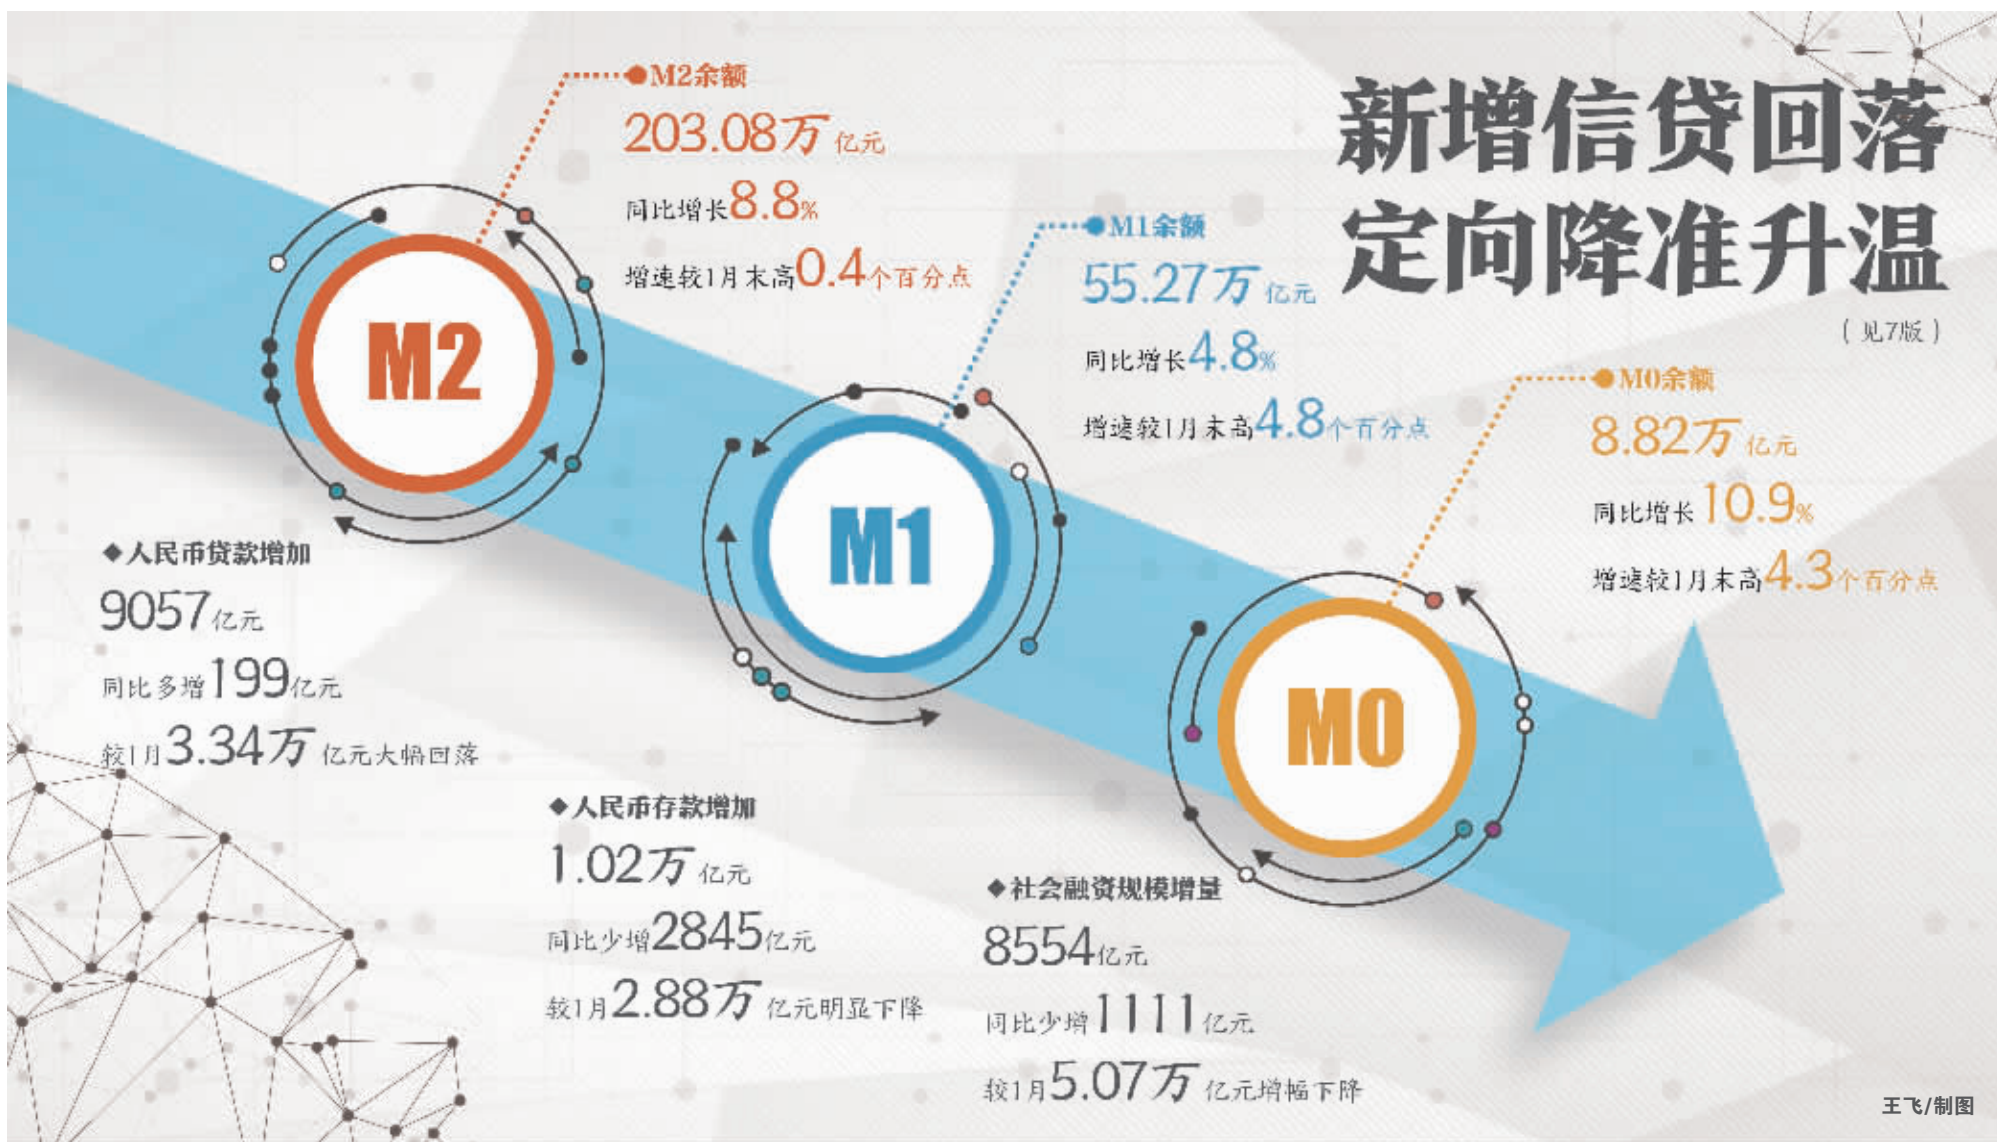 新增信贷回落
定向降准升温
（见7版）
M2余额
203.08万亿元
同比增长8.8%
增速较1月末高0.4个百分点
M1余额
55.27万亿元
同比增长4.8%
增速较1月末高4.8个百分点
M0余额
8.82万亿元
同比增长10.9%
增速较1月末高4.3个百分点
M2
M1
M0
◆人民币贷款增加
9057亿元
同比多增199亿元
较1月3.34万亿元大幅回落
◆人民币存款增加
1.02万亿元
同比少增2845亿元
较1月2.88万亿元明显下降
◆社会融资规模增量
8554亿元
同比少增1111亿元
较1月5.07万亿元增幅下降
王飞/制图